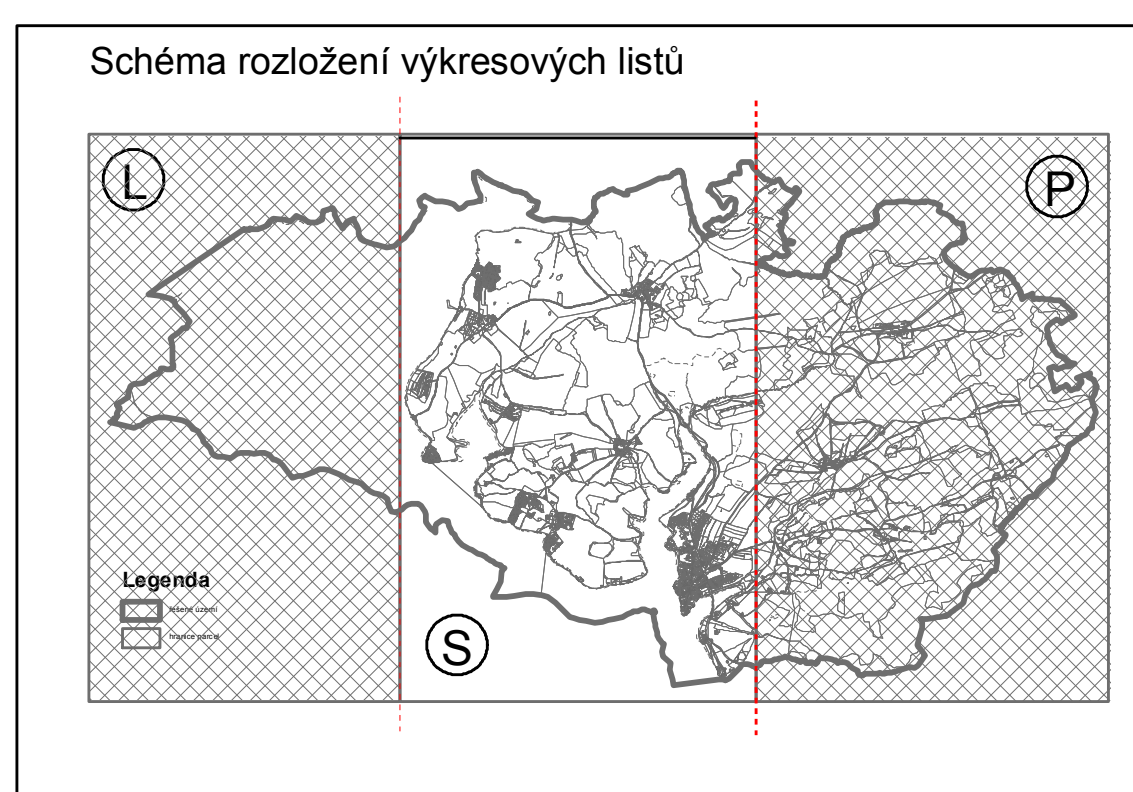 Schéma rozložení výkresových listů
L
P
Legenda
řešené území
hranice parcel
S